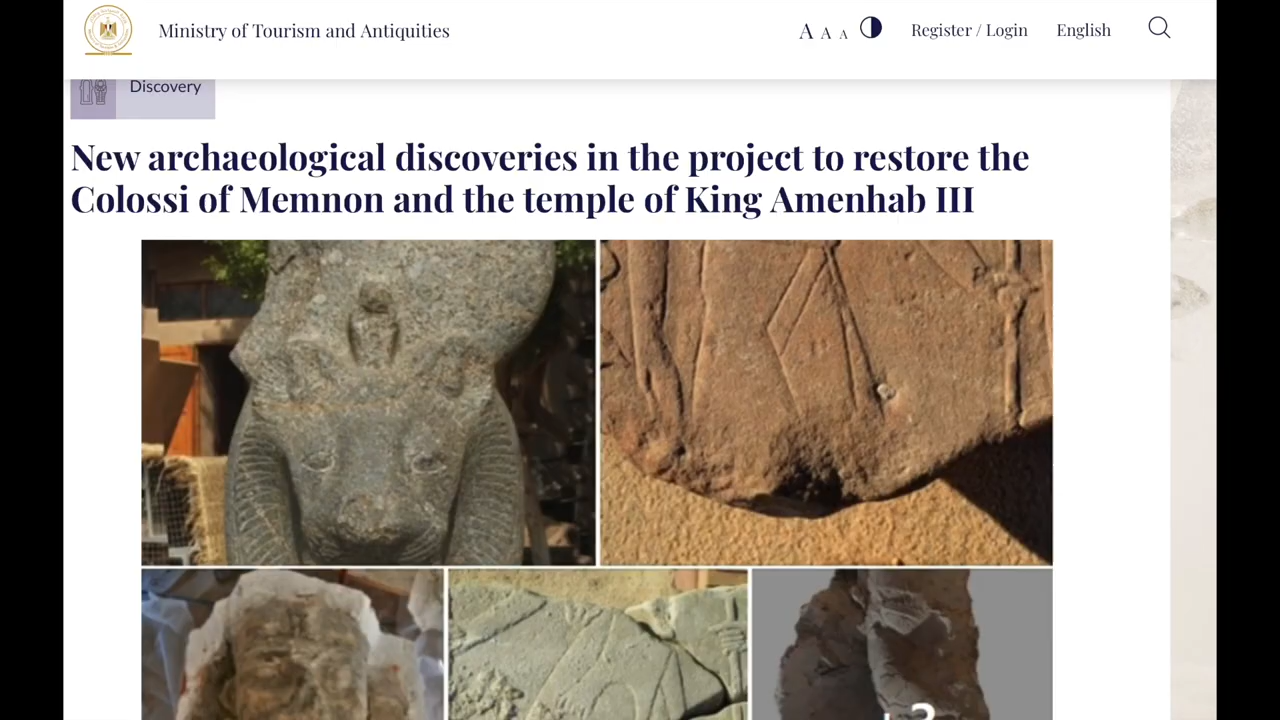 Ministry of Tourism and Antiquities
A A A
Register / Login
English
Discovery
New archaeological discoveries in the project to restore the
Colossi of Memnon and the temple of King Amenhab III